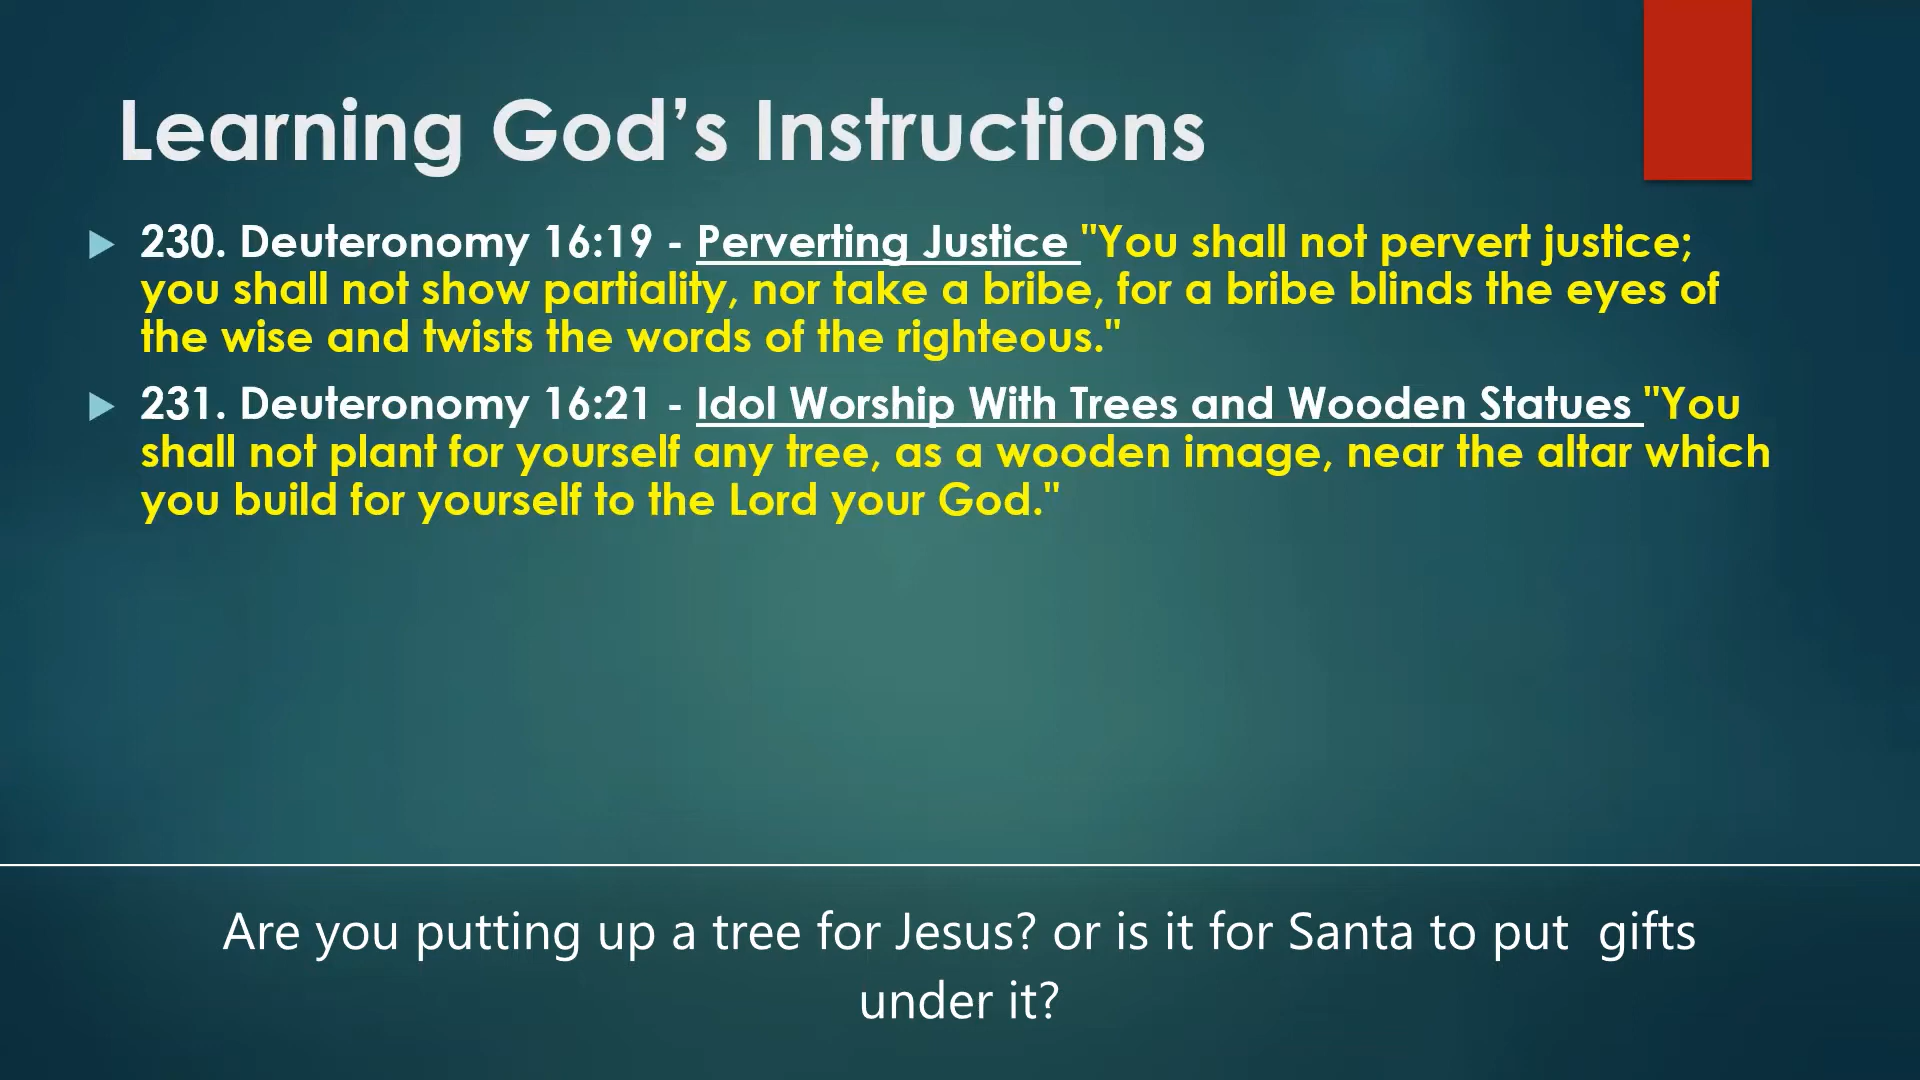 Learning God’s Instructions
230. Deuteronomy 16:19 - Perverting Justice "You shall not pervert justice;
you shall not show partiality, nor take a bribe, for a bribe blinds the eyes of
the wise and twists the words of the righteous."
231. Deuteronomy 16:21 - Idol Worship With Trees and Wooden Statues "You
shall not plant for yourself any tree, as a wooden image, near the altar which
you build for yourself to the Lord your God."
Are you putting up a tree for Jesus? or is it for Santa to put  gifts
under it?